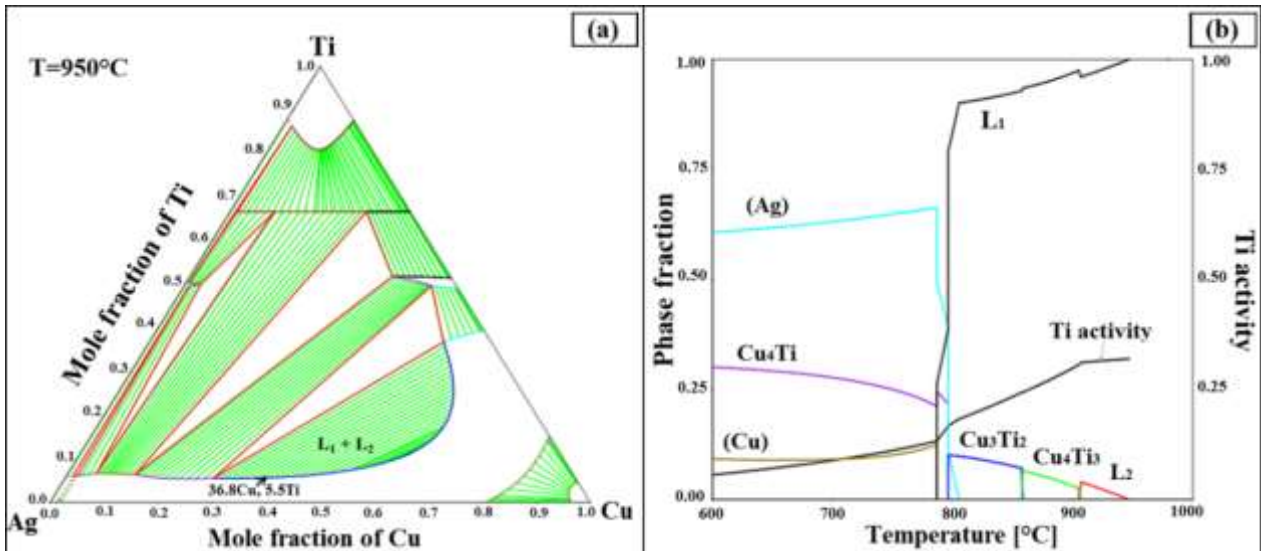 (a)
Ti
T=950°C
1.0
0.9
0.8
0.7
0.6
0.5
0.4
0.3
0.2
0.1
0.0
Mole fraction of Ti
L₁ + L₂
36.8Cu, 5.5Ti
Ag
Cu
0.0 0.1 0.2 0.3 0.4 0.5 0.6 0.7 0.8 0.9 1.0
Mole fraction of Cu
(b)
1.00
0.75
0.50
0.25
0.00
Phase fraction
1.00
0.75
0.50
0.25
Ti activity
L₁
(Ag)
Ti activity
Cu₄Ti
(Cu)
Cu₃Ti₂
Cu₄Ti₃
L₂
600 700 800 900 1000
Temperature [°C]